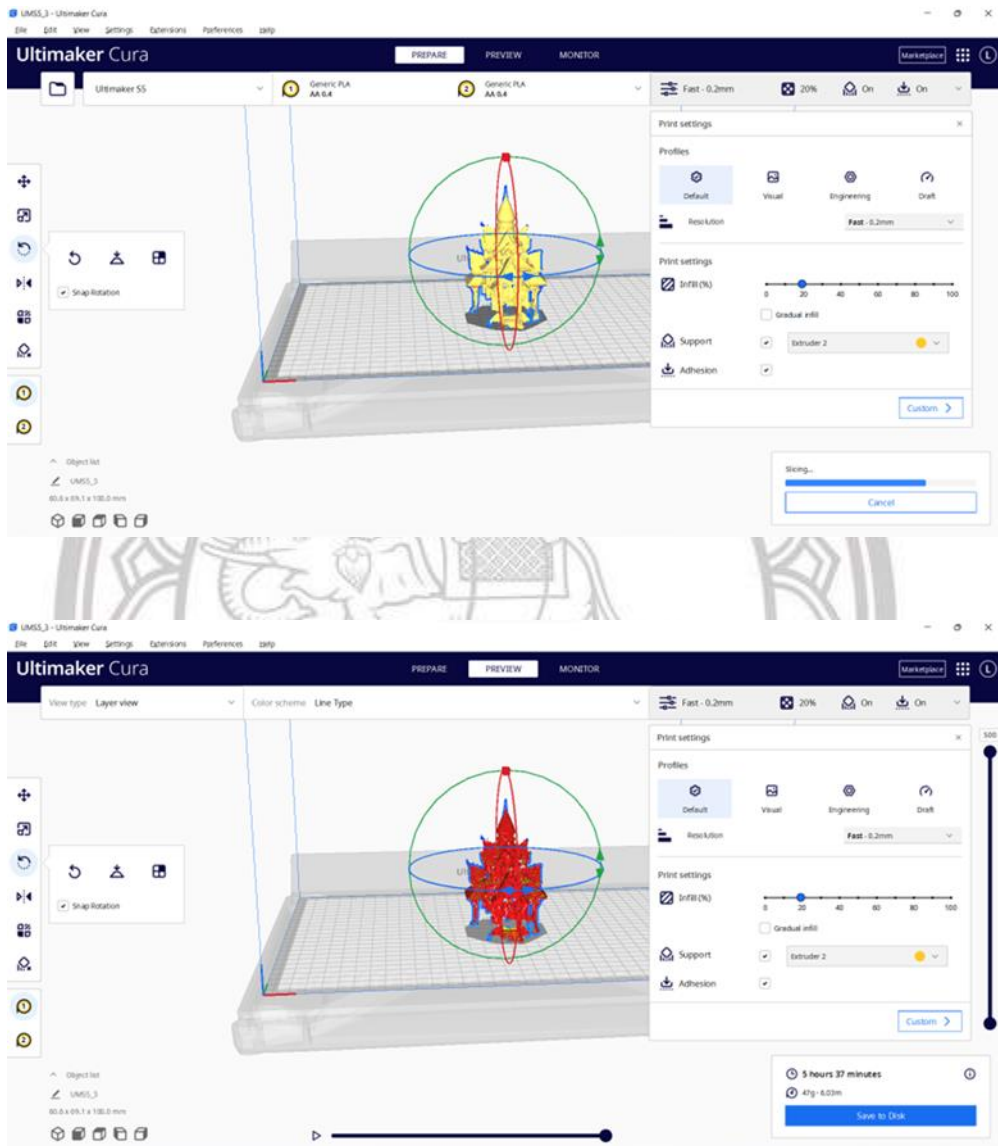 UMS5_3 - Ultimaker Cura
File Edit View Settings Extensions Preferences Help
Ultimaker Cura PREPARE PREVIEW MONITOR Marketplace L
Ultimaker S5 1 Generic PLA 2 Generic PLA Fast - 0.2mm 20% On On
AA 0.4 AA 0.4
Print settings
Profiles
Default Visual Engineering Draft
Resolution Fast - 0.2mm
Print settings
Infill (%)
0 20 40 60 80 100
Gradual infill
Snap Rotation
Support Extruder 2
Adhesion
Custom
1
2
Object list
UMS5_3
Slicing...
Cancel
UMS5_3 - Ultimaker Cura
File Edit View Settings Extensions Preferences Help
Ultimaker Cura PREPARE PREVIEW MONITOR Marketplace L
View type Layer view Color scheme Line Type Fast - 0.2mm 20% On On
Print settings
500
Profiles
Default Visual Engineering Draft
Resolution Fast - 0.2mm
Print settings
Infill (%)
0 20 40 60 80 100
Gradual infill
Snap Rotation
Support Extruder 2
Adhesion
Custom
1
2
Object list
UMS5_3
5 hours 37 minutes
47g - 6.03m
Save to Disk